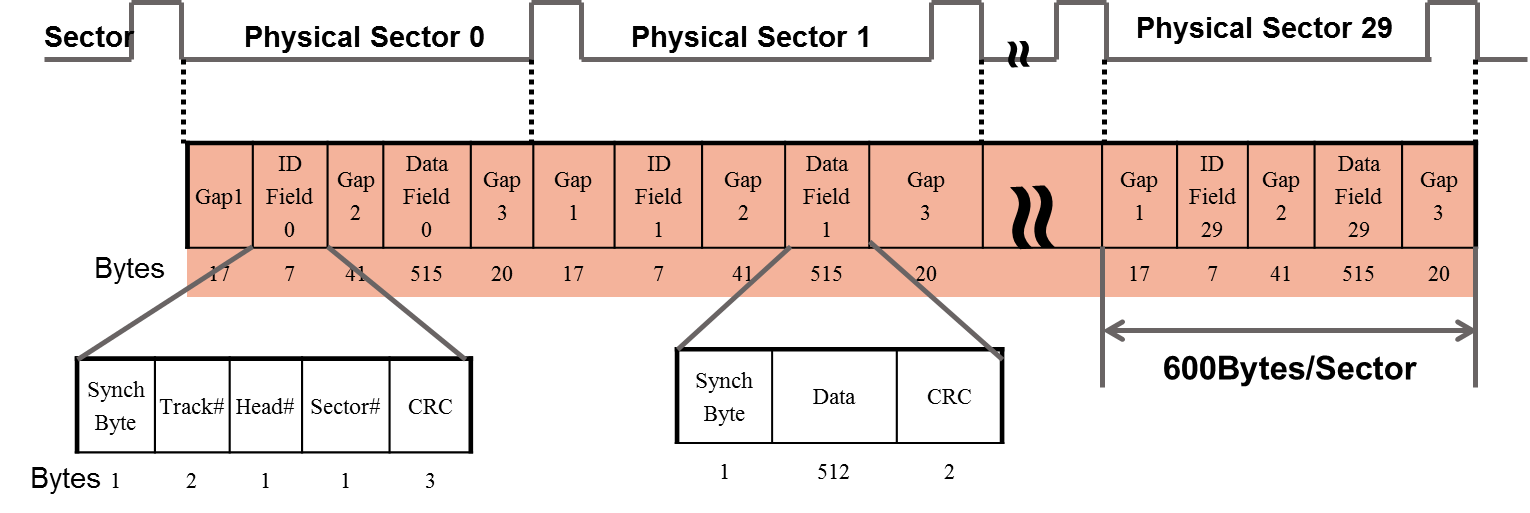 Sector Physical Sector 0 Physical Sector 1 Physical Sector 29
Gap1 ID Field 0 Gap 2 Data Field 0 Gap 3 Gap 1 ID Field 1 Gap 2 Data Field 1 Gap 3 Gap 1 ID Field 29 Gap 2 Data Field 29 Gap 3
Bytes 17 7 41 515 20 17 7 41 515 20 17 7 41 515 20
600Bytes/Sector
Synch Byte Track# Head# Sector# CRC
Bytes 1 2 1 1 3
Synch Byte Data CRC
1 512 2